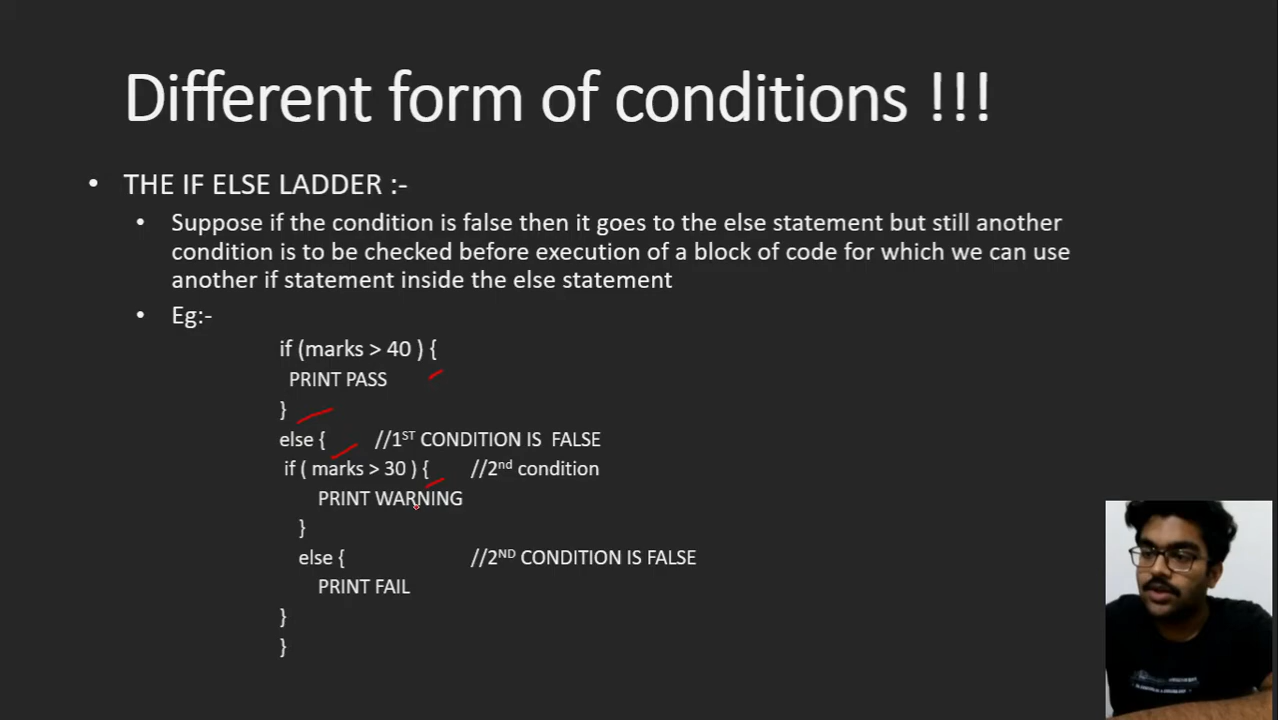 Different form of conditions !!!
• THE IF ELSE LADDER :-
• Suppose if the condition is false then it goes to the else statement but still another
condition is to be checked before execution of a block of code for which we can use
another if statement inside the else statement
• Eg:-
if (marks > 40 ) {
PRINT PASS
}
else { //1ST CONDITION IS FALSE
if ( marks > 30 ) { //2nd condition
PRINT WARNING
}
else { //2ND CONDITION IS FALSE
PRINT FAIL
}
}